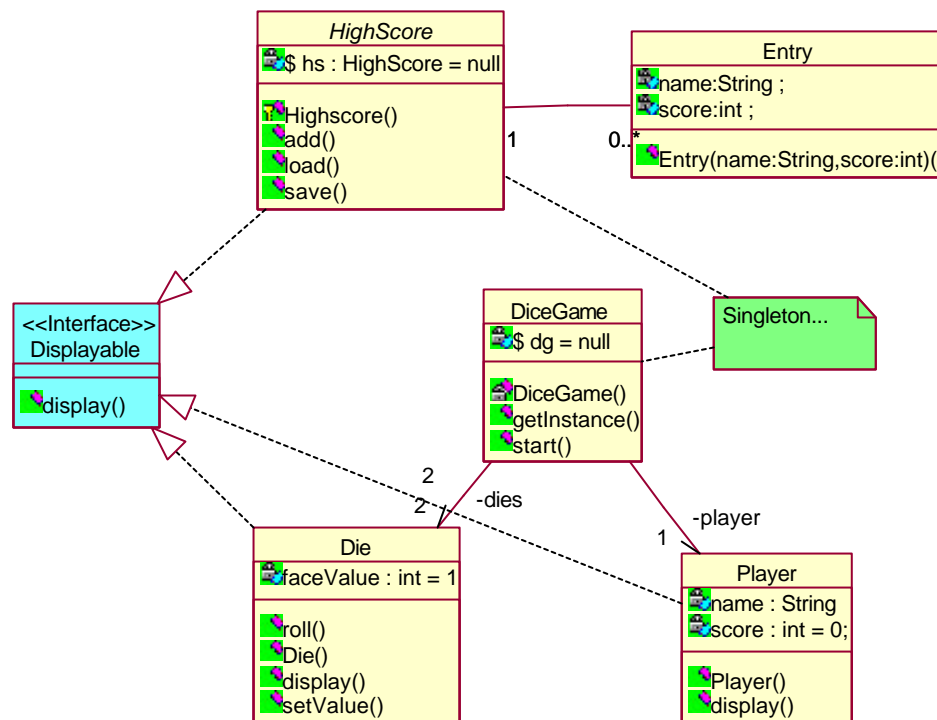 HighScore
$ hs : HighScore = null
Highscore()
add()
load()
save()
1
0..*
Entry
name:String ;
score:int ;
Entry(name:String,score:int)(
<<Interface>>
Displayable
display()
DiceGame
$ dg = null
DiceGame()
getInstance()
start()
Singleton...
2
2
-dies
-player
1
Die
faceValue : int = 1
roll()
Die()
display()
setValue()
Player
name : String
score : int = 0;
Player()
display()